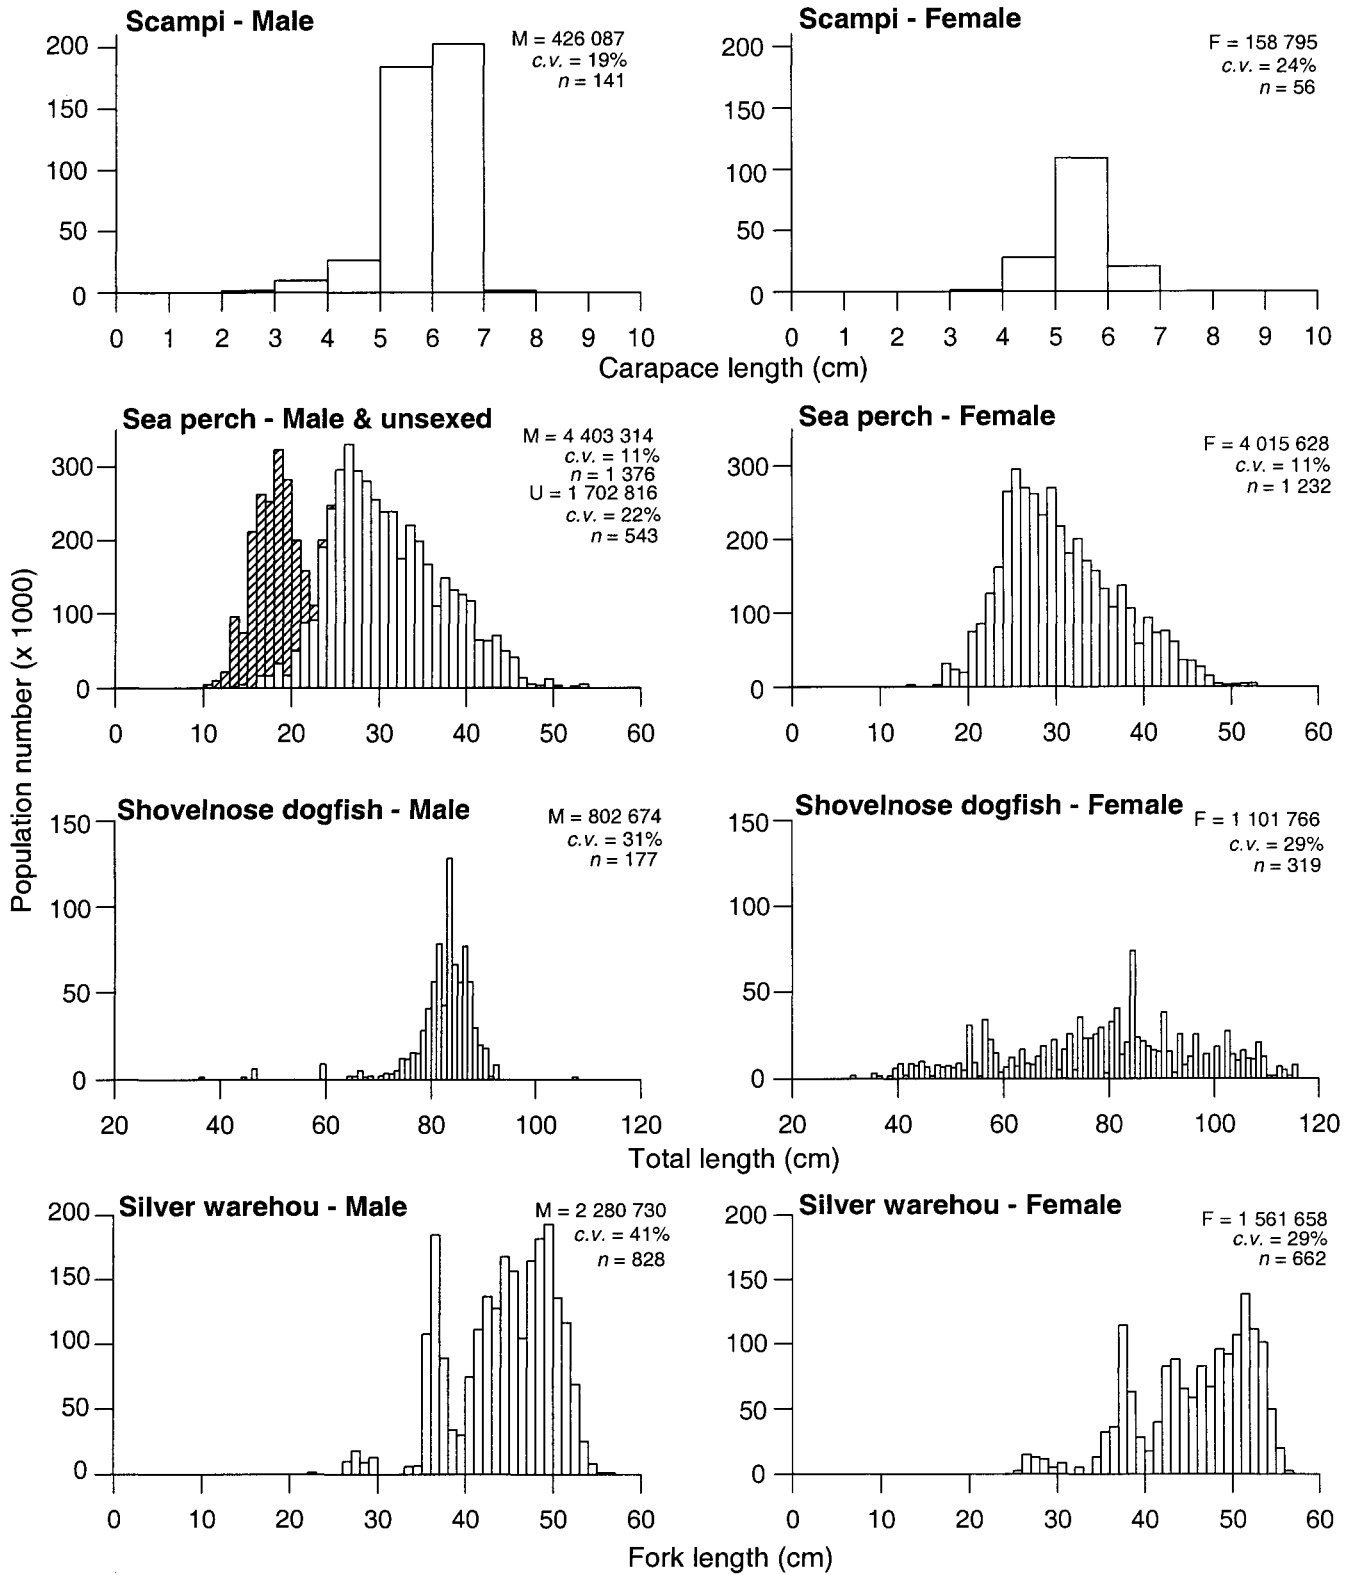 Scampi - Male
M = 426 087
c.v. = 19%
n = 141
200
150
100
50
0
0 1 2 3 4 5 6 7 8 9 10
Scampi - Female
F = 158 795
c.v. = 24%
n = 56
200
150
100
50
0
0 1 2 3 4 5 6 7 8 9 10
Carapace length (cm)
Population number (x 1000)
Sea perch - Male & unsexed
M = 4 403 314
c.v. = 11%
n = 1 376
U = 1 702 816
c.v. = 22%
n = 543
300
200
100
0
0 10 20 30 40 50 60
Sea perch - Female
F = 4 015 628
c.v. = 11%
n = 1 232
300
200
100
0
0 10 20 30 40 50 60
Shovelnose dogfish - Male
M = 802 674
c.v. = 31%
n = 177
150
100
50
0
20 40 60 80 100 120
Shovelnose dogfish - Female
F = 1 101 766
c.v. = 29%
n = 319
150
100
50
0
20 40 60 80 100 120
Total length (cm)
Silver warehou - Male
M = 2 280 730
c.v. = 41%
n = 828
200
150
100
50
0
0 10 20 30 40 50 60
Silver warehou - Female
F = 1 561 658
c.v. = 29%
n = 662
200
150
100
50
0
0 10 20 30 40 50 60
Fork length (cm)